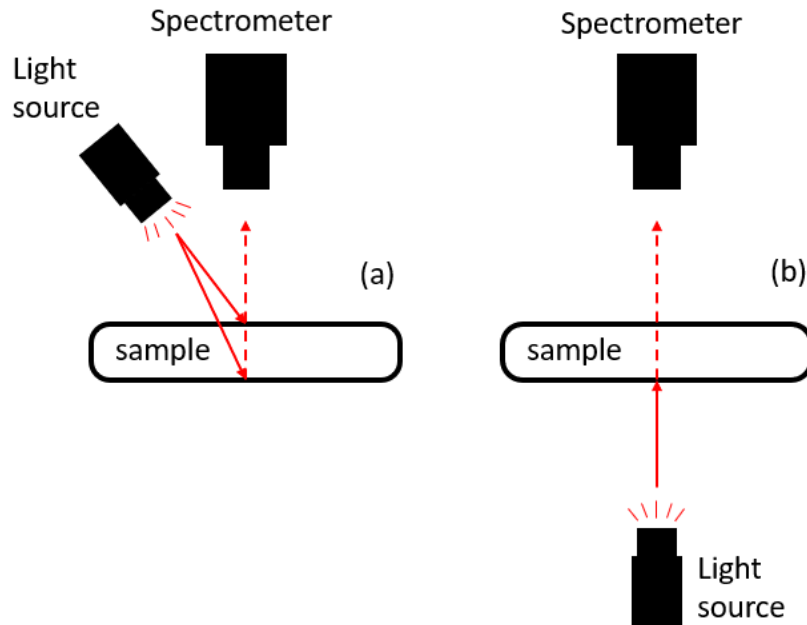 Spectrometer
Light
source
(a)
sample
Spectrometer
(b)
sample
Light
source